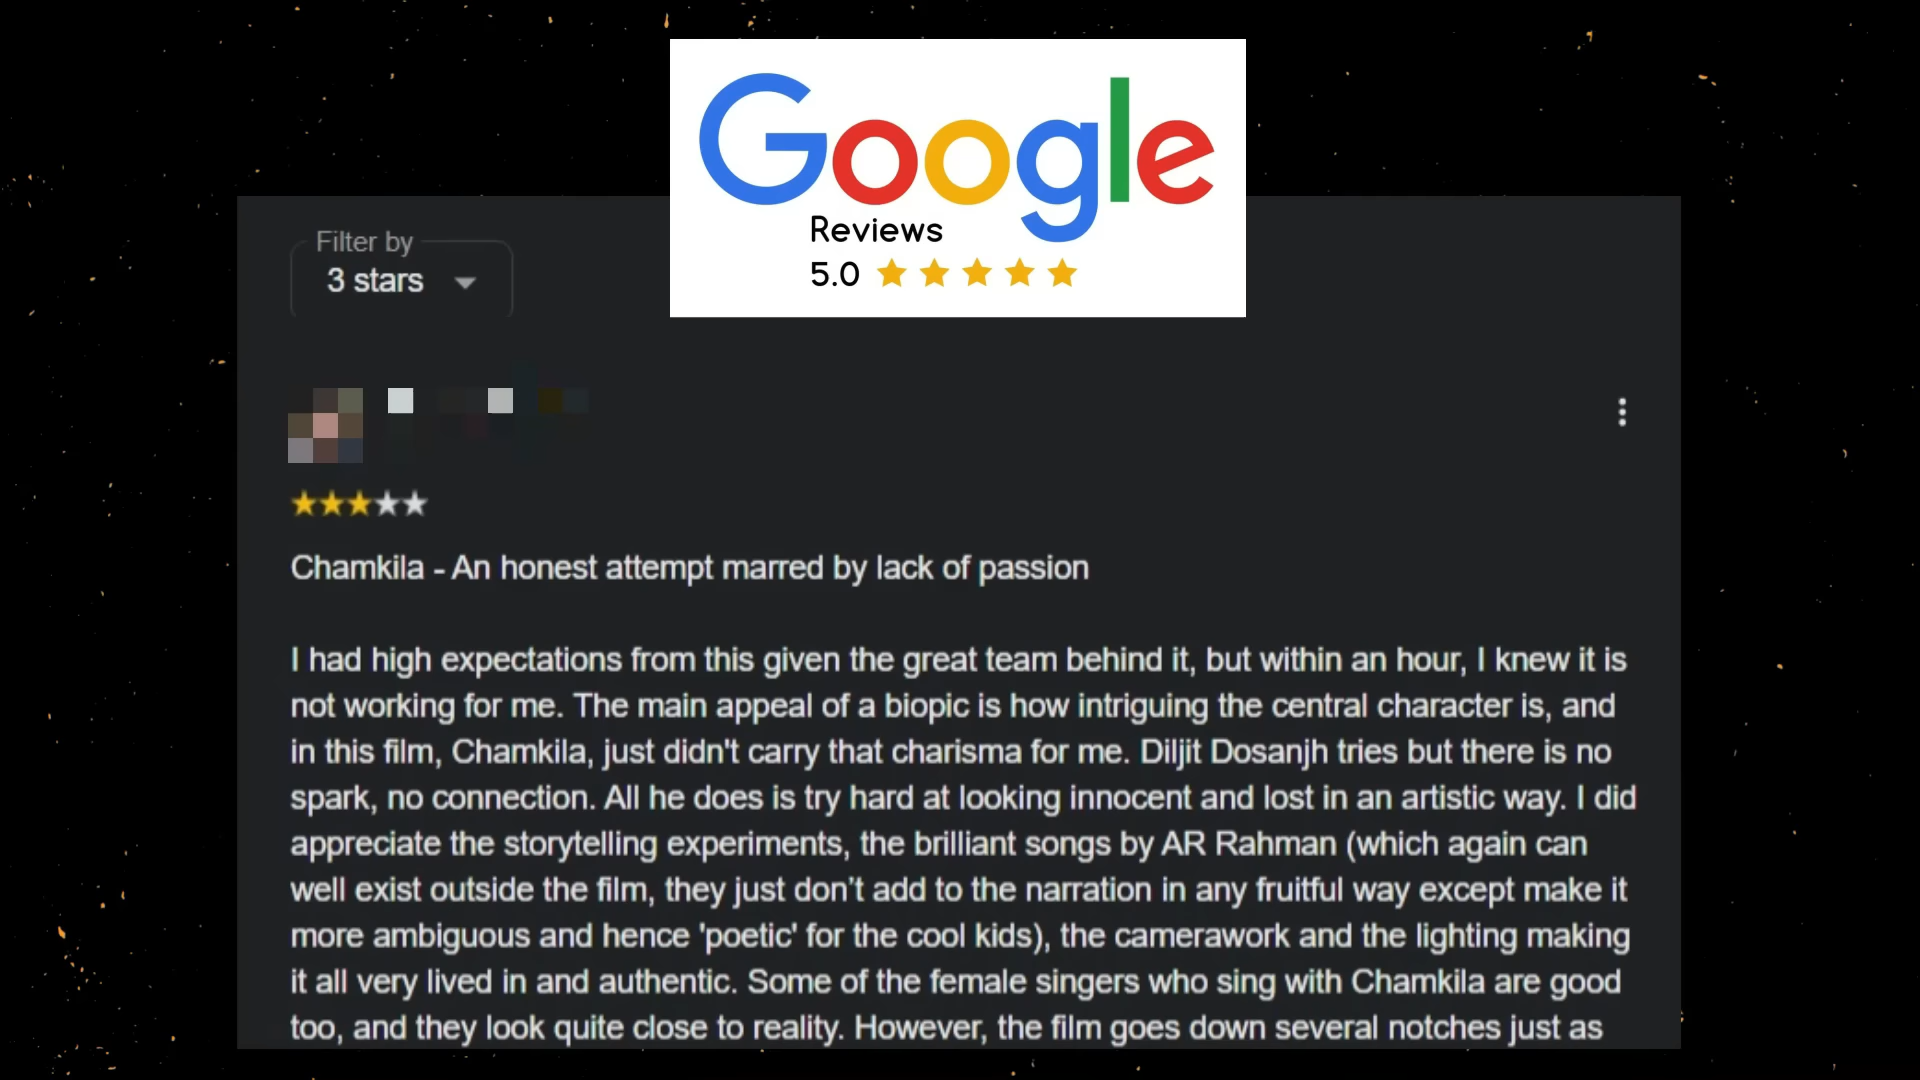 Google
Reviews
5.0
Filter by
3 stars
Chamkila - An honest attempt marred by lack of passion
I had high expectations from this given the great team behind it, but within an hour, I knew it is
not working for me. The main appeal of a biopic is how intriguing the central character is, and
in this film, Chamkila, just didn't carry that charisma for me. Diljit Dosanjh tries but there is no
spark, no connection. All he does is try hard at looking innocent and lost in an artistic way. I did
appreciate the storytelling experiments, the brilliant songs by AR Rahman (which again can
well exist outside the film, they just don’t add to the narration in any fruitful way except make it
more ambiguous and hence 'poetic' for the cool kids), the camerawork and the lighting making
it all very lived in and authentic. Some of the female singers who sing with Chamkila are good
too, and they look quite close to reality. However, the film goes down several notches just as